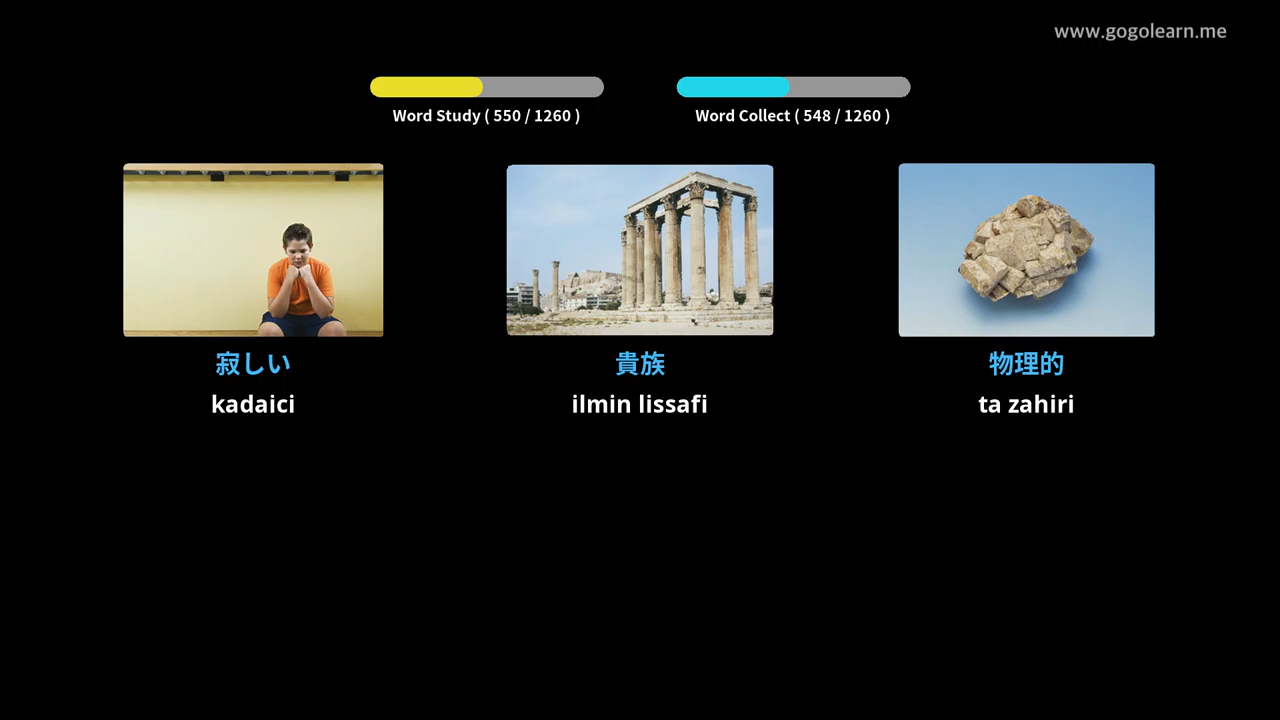 www.gogolearn.me
Word Study ( 550 / 1260 )
Word Collect ( 548 / 1260 )
寂しい
kadaici
貴族
ilmin lissafi
物理的
ta zahiri